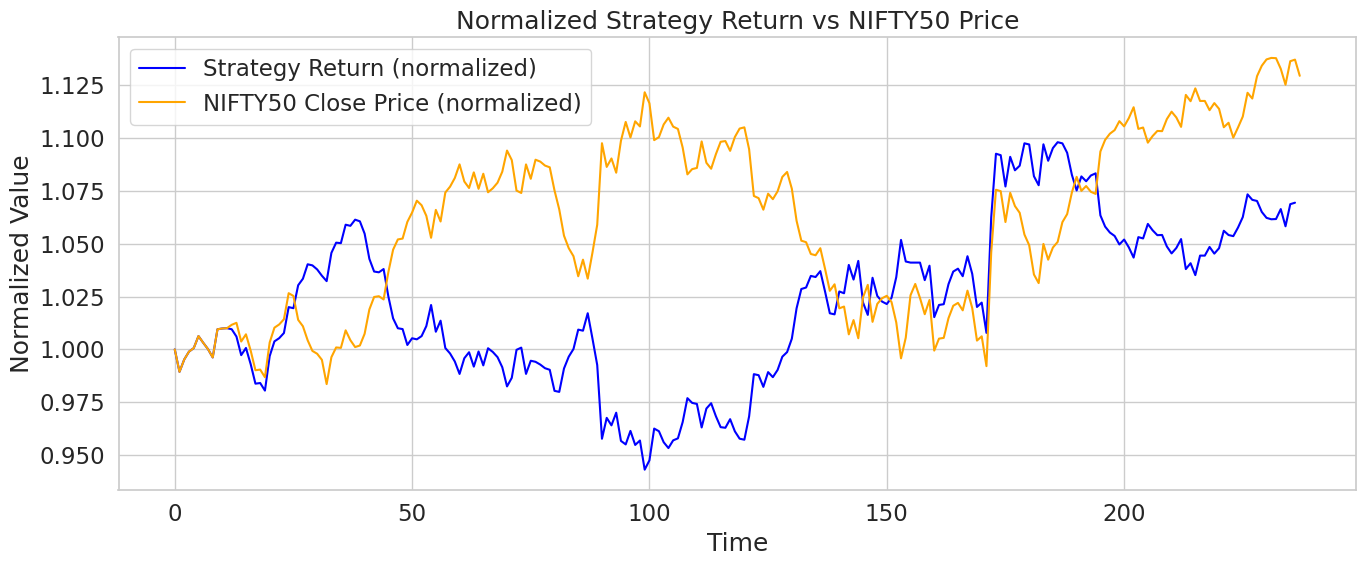 Normalized Strategy Return vs NIFTY50 Price
Strategy Return (normalized)
NIFTY50 Close Price (normalized)
Normalized Value
1.125
1.100
1.075
1.050
1.025
1.000
0.975
0.950
0
50
100
150
200
Time